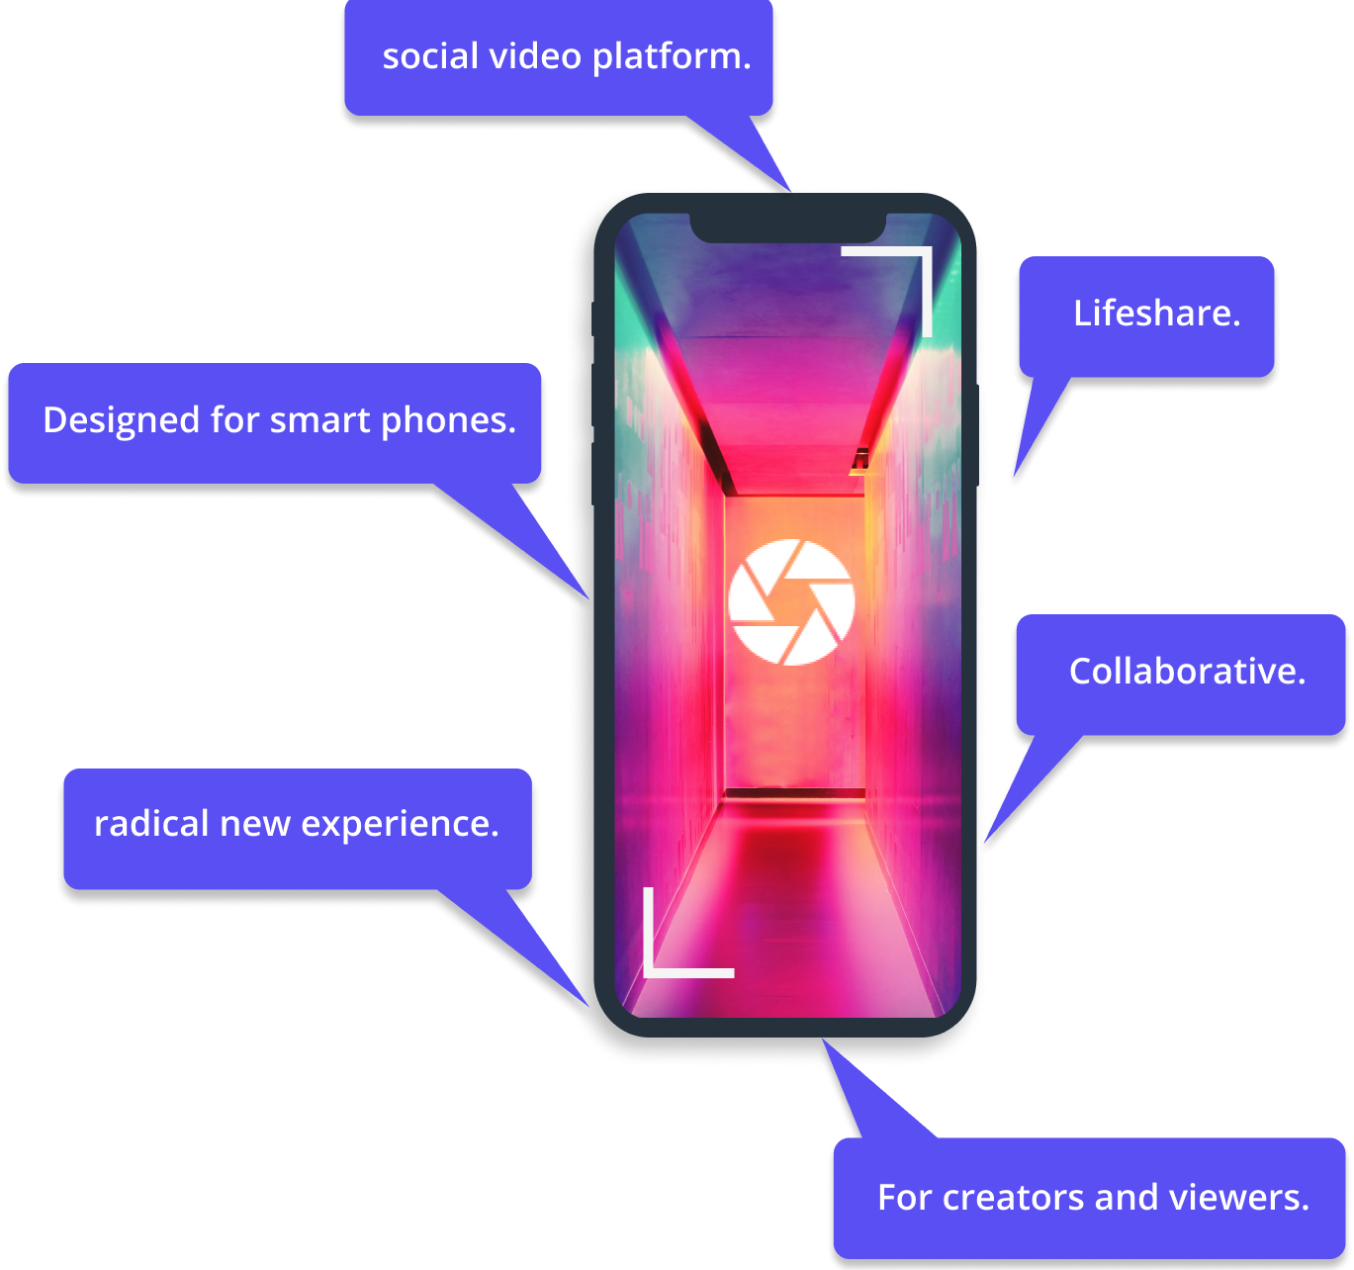 social video platform.
Lifeshare.
Designed for smart phones.
Collaborative.
radical new experience.
For creators and viewers.